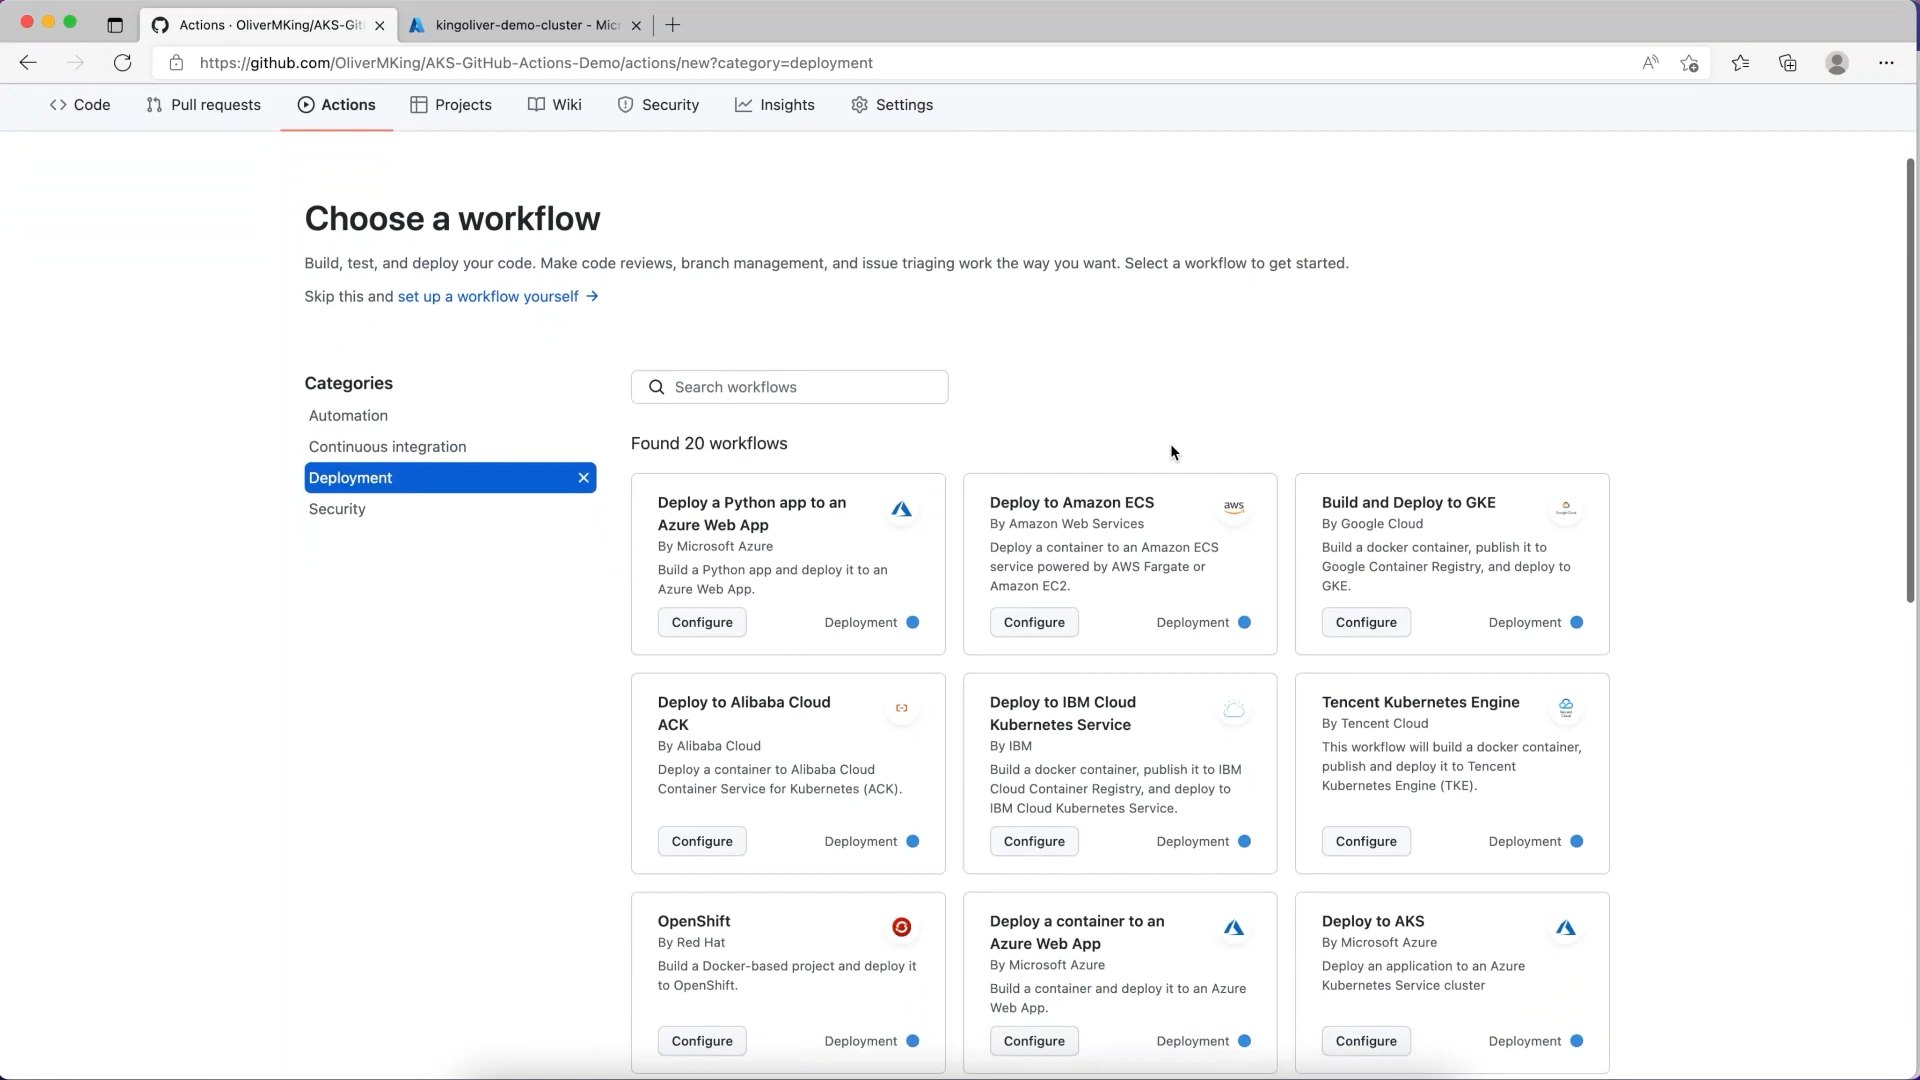 Actions · OliverMKing/AKS-Git
kingoliver-demo-cluster - Mic
https://github.com/OliverMKing/AKS-GitHub-Actions-Demo/actions/new?category=deployment
Code
Pull requests
Actions
Projects
Wiki
Security
Insights
Settings
Choose a workflow
Build, test, and deploy your code. Make code reviews, branch management, and issue triaging work the way you want. Select a workflow to get started.
Skip this and set up a workflow yourself →
Categories
Automation
Continuous integration
Deployment
Security
Search workflows
Found 20 workflows
Deploy a Python app to an
Azure Web App
By Microsoft Azure
Build a Python app and deploy it to an
Azure Web App.
Configure
Deployment
Deploy to Amazon ECS
aws
By Amazon Web Services
Deploy a container to an Amazon ECS
service powered by AWS Fargate or
Amazon EC2.
Configure
Deployment
Build and Deploy to GKE
By Google Cloud
Build a docker container, publish it to
Google Container Registry, and deploy to
GKE.
Configure
Deployment
Deploy to Alibaba Cloud
ACK
By Alibaba Cloud
Deploy a container to Alibaba Cloud
Container Service for Kubernetes (ACK).
Configure
Deployment
Deploy to IBM Cloud
Kubernetes Service
By IBM
Build a docker container, publish it to IBM
Cloud Container Registry, and deploy to
IBM Cloud Kubernetes Service.
Configure
Deployment
Tencent Kubernetes Engine
By Tencent Cloud
This workflow will build a docker container,
publish and deploy it to Tencent
Kubernetes Engine (TKE).
Configure
Deployment
OpenShift
By Red Hat
Build a Docker-based project and deploy it
to OpenShift.
Configure
Deployment
Deploy a container to an
Azure Web App
By Microsoft Azure
Build a container and deploy it to an Azure
Web App.
Configure
Deployment
Deploy to AKS
By Microsoft Azure
Deploy an application to an Azure
Kubernetes Service cluster
Configure
Deployment